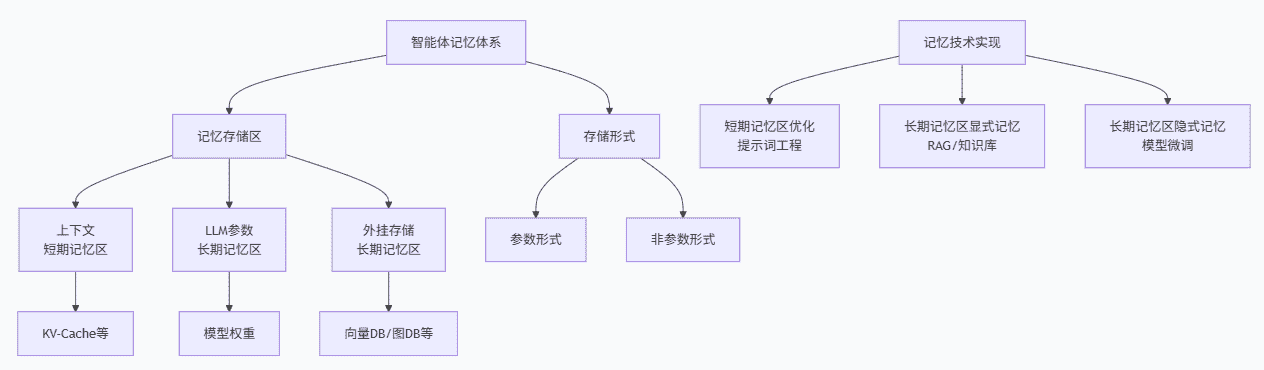 智能体记忆体系
记忆技术实现
记忆存储区
存储形式
短期记忆区优化
提示词工程
长期记忆区显式记忆
RAG/知识库
长期记忆区隐式记忆
模型微调
上下文
短期记忆区
LLM参数
长期记忆区
外挂存储
长期记忆区
参数形式
非参数形式
KV-Cache等
模型权重
向量DB/图DB等